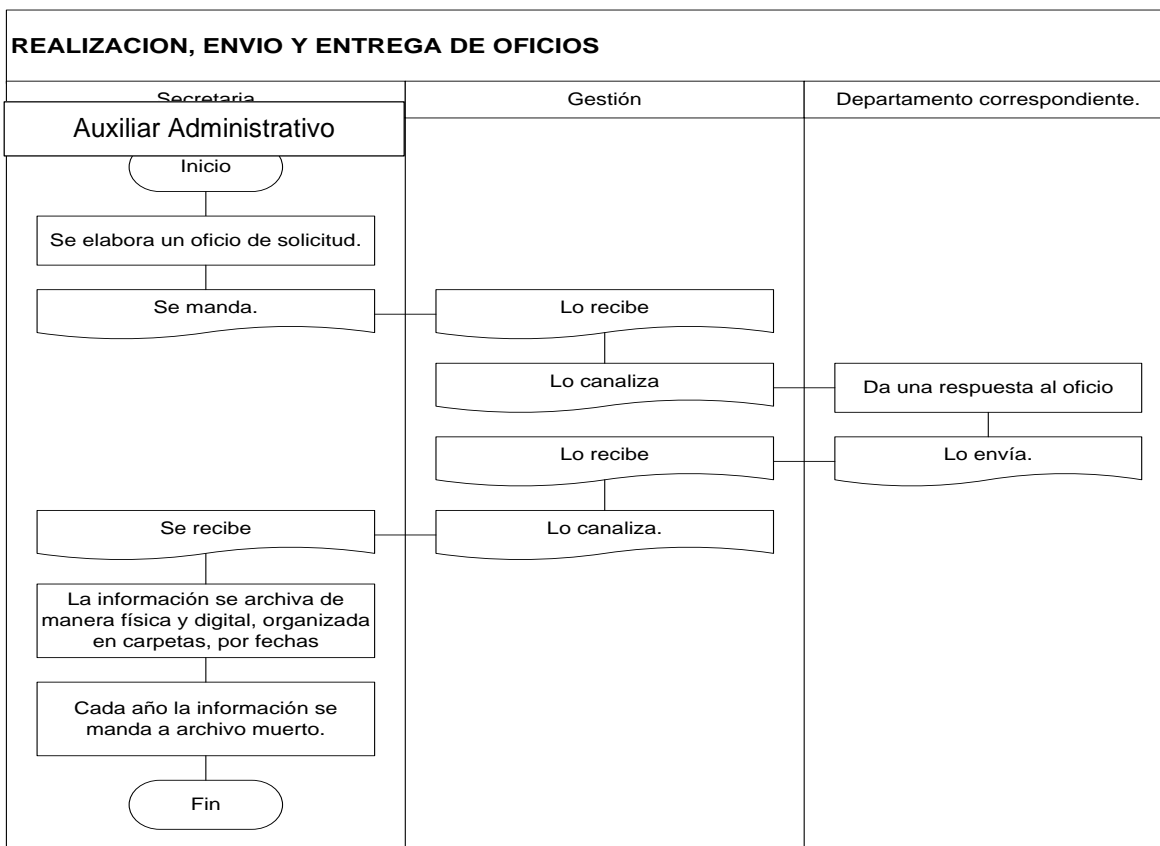 REALIZACION, ENVIO Y ENTREGA DE OFICIOS
Secretaria
Gestión
Departamento correspondiente.
Auxiliar Administrativo
Inicio
Se elabora un oficio de solicitud.
Se manda.
Lo recibe
Lo canaliza
Da una respuesta al oficio
Lo recibe
Lo envía.
Se recibe
Lo canaliza.
La información se archiva de
manera física y digital, organizada
en carpetas, por fechas
Cada año la información se
manda a archivo muerto.
Fin